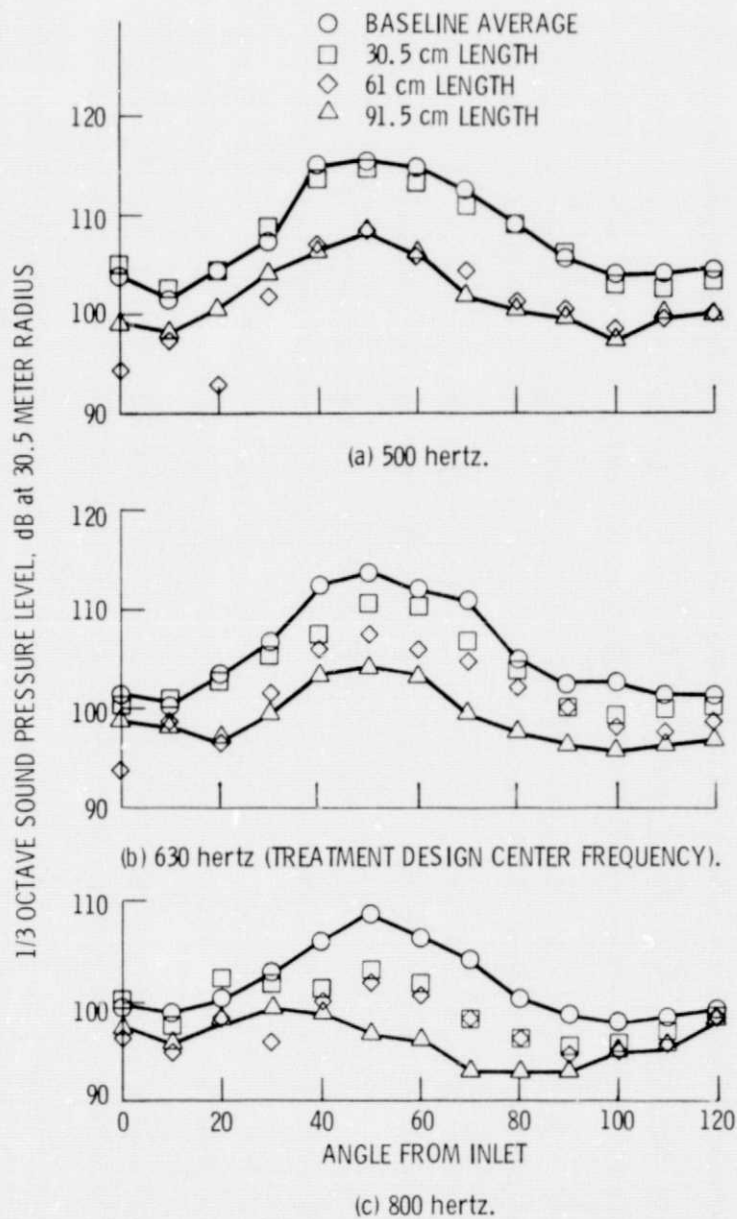 BASELINE AVERAGE
30.5 cm LENGTH
61 cm LENGTH
91.5 cm LENGTH
1/3 OCTAVE SOUND PRESSURE LEVEL, dB at 30.5 METER RADIUS
120
110
100
90
(a) 500 hertz.
120
110
100
90
(b) 630 hertz (TREATMENT DESIGN CENTER FREQUENCY).
110
100
90
0 20 40 60 80 100 120
ANGLE FROM INLET
(c) 800 hertz.